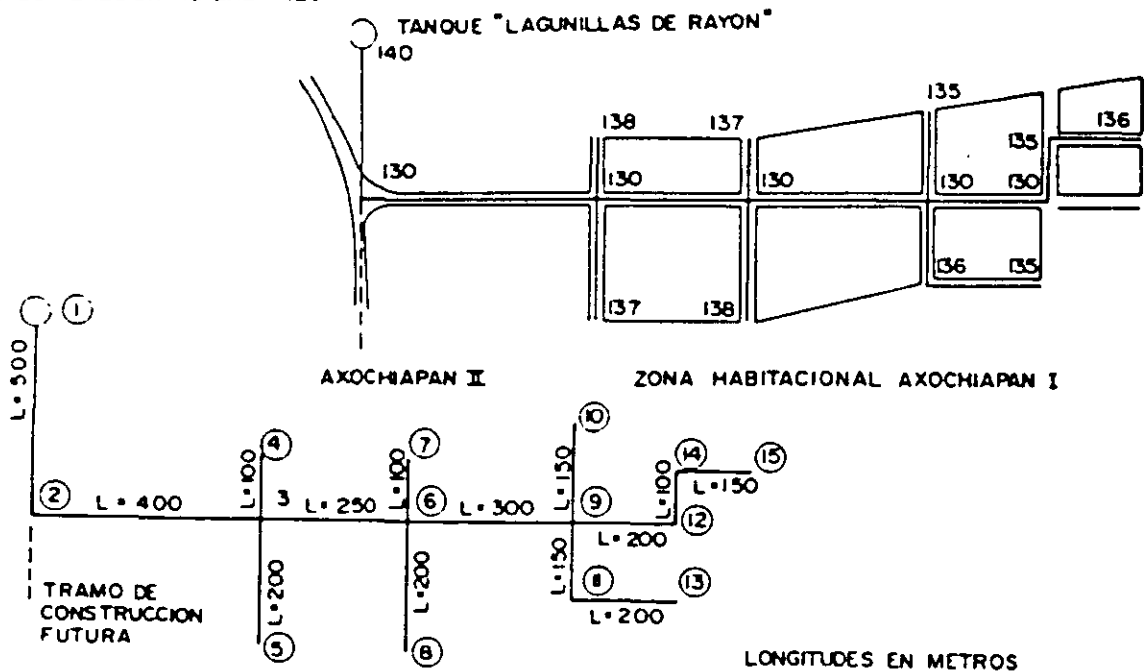 TANQUE "LAGUNILLAS DE RAYON"
140
135
138 137 136
135
130 130 130 130 130
136 135
137 138
1
L=500
AXOCHIAPAN II ZONA HABITACIONAL AXOCHIAPAN I
10
4 7 14 15
L=100 L=100 L=150 L=100 L=150
2 L=400 3 L=250 6 L=300 9 L=200 12
L=200 L=200 L=150 11 13
L=200
TRAMO DE
CONSTRUCCION
FUTURA
5 8
LONGITUDES EN METROS